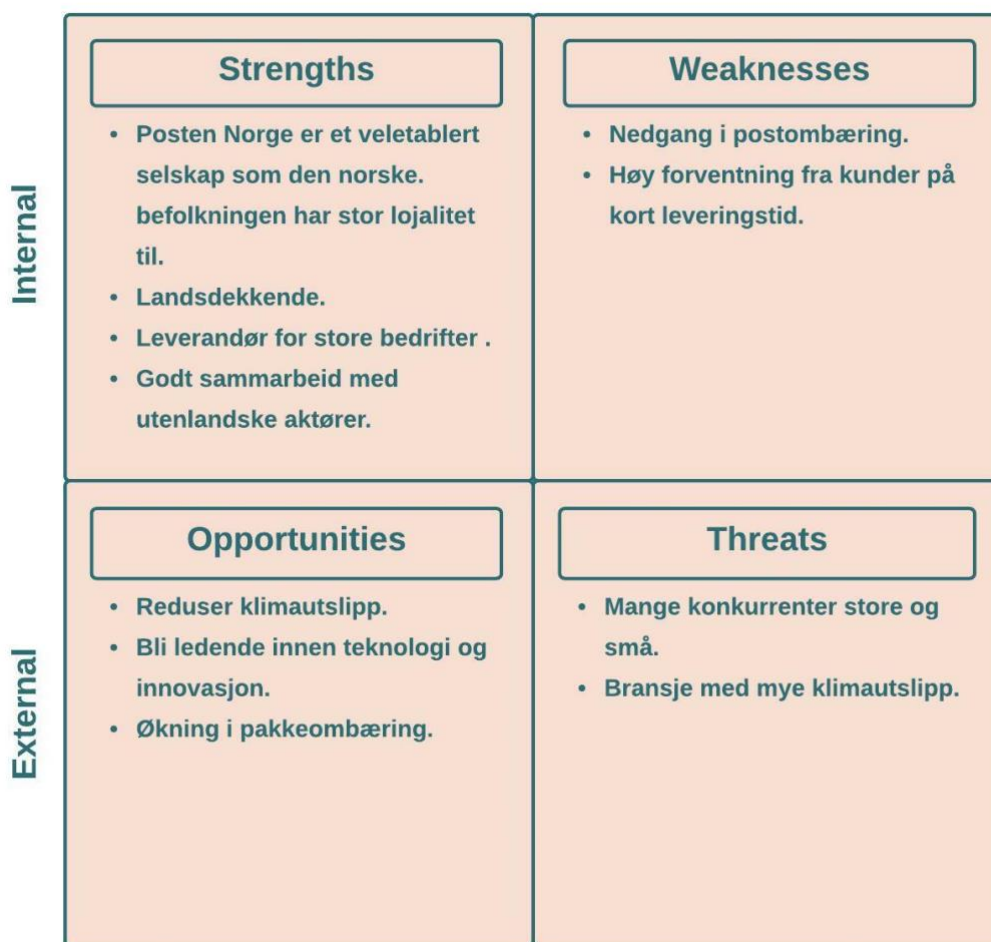 Internal
Strengths
• Posten Norge er et veletablert
selskap som den norske.
befolkningen har stor lojalitet
til.
• Landsdekkende.
• Leverandør for store bedrifter .
• Godt sammarbeid med
utenlandske aktører.
Weaknesses
• Nedgang i postombæring.
• Høy forventning fra kunder på
kort leveringstid.
External
Opportunities
• Reduser klimautslipp.
• Bli ledende innen teknologi og
innovasjon.
• Økning i pakkeombæring.
Threats
• Mange konkurrenter store og
små.
• Bransje med mye klimautslipp.